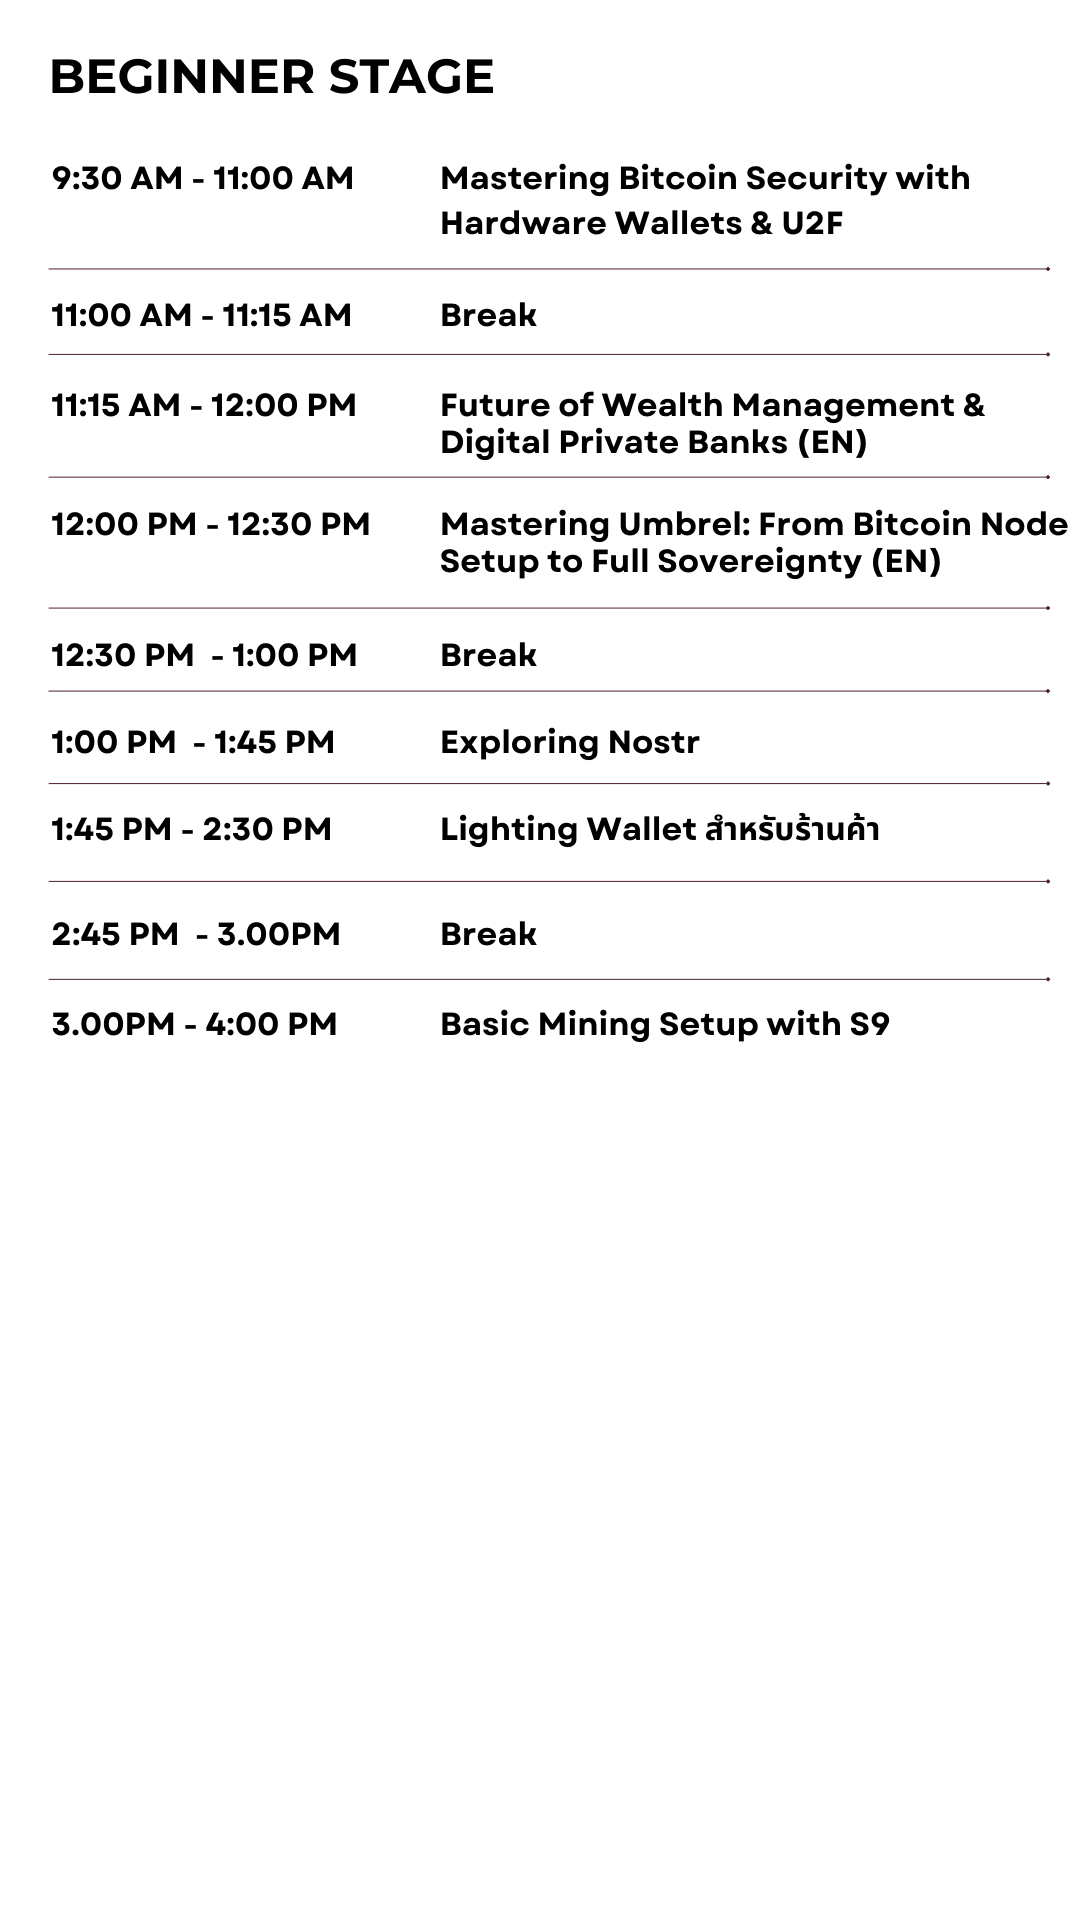 BEGINNER STAGE
9:30 AM - 11:00 AM
Mastering Bitcoin Security with
Hardware Wallets & U2F
11:00 AM - 11:15 AM
Break
11:15 AM - 12:00 PM
Future of Wealth Management &
Digital Private Banks (EN)
12:00 PM - 12:30 PM
Mastering Umbrel: From Bitcoin Node
Setup to Full Sovereignty (EN)
12:30 PM - 1:00 PM
Break
1:00 PM - 1:45 PM
Exploring Nostr
1:45 PM - 2:30 PM
Lighting Wallet สำหรับร้านค้า
2:45 PM - 3.00PM
Break
3.00PM - 4:00 PM
Basic Mining Setup with S9